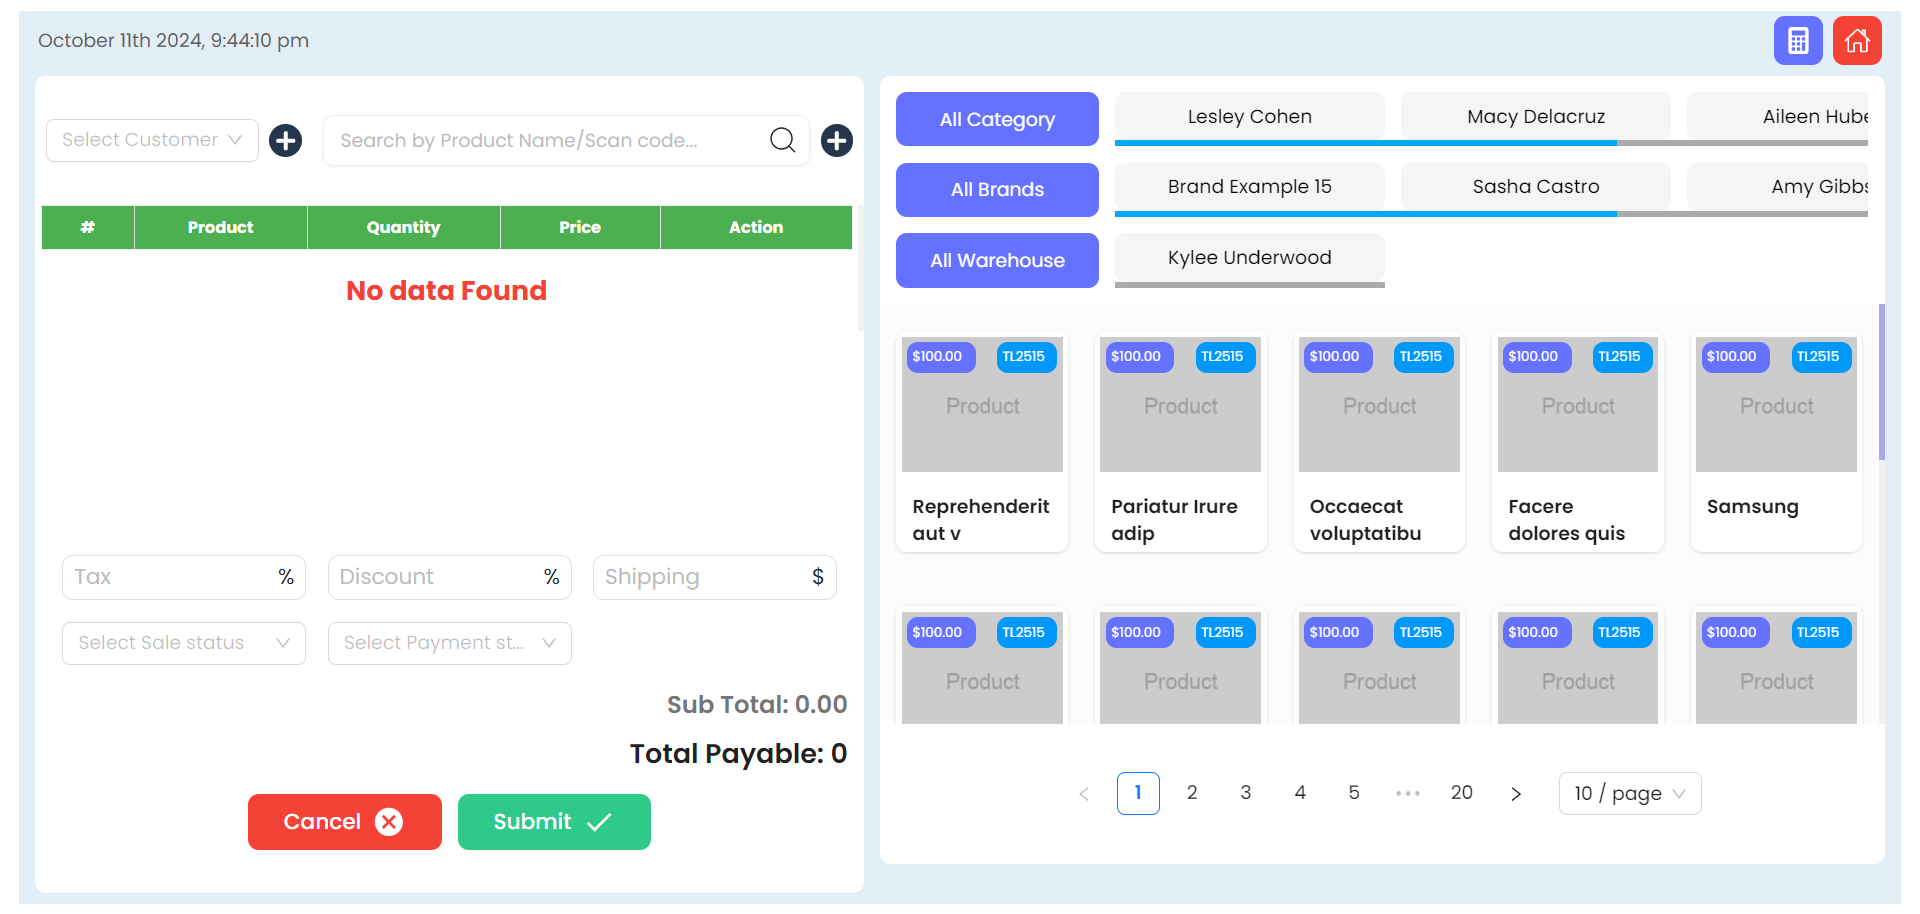 October 11th 2024, 9:44:10 pm
Select Customer
Search by Product Name/Scan code...
# Product Quantity Price Action
No data Found
Tax %
Discount %
Shipping $
Select Sale status
Select Payment st...
Sub Total: 0.00
Total Payable: 0
Cancel
Submit
All Category
Lesley Cohen
Macy Delacruz
Aileen Hube
All Brands
Brand Example 15
Sasha Castro
Amy Gibbs
All Warehouse
Kylee Underwood
$100.00 TL2515
Product
Reprehenderit
aut v
$100.00 TL2515
Product
Pariatur Irure
adip
$100.00 TL2515
Product
Occaecat
voluptatibu
$100.00 TL2515
Product
Facere
dolores quis
$100.00 TL2515
Product
Samsung
$100.00 TL2515
Product
$100.00 TL2515
Product
$100.00 TL2515
Product
$100.00 TL2515
Product
$100.00 TL2515
Product
< 1 2 3 4 5 ••• 20 >
10 / page